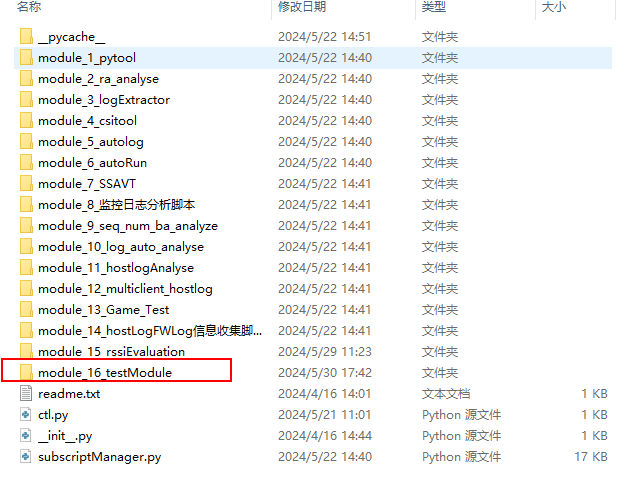 名称 修改日期 类型 大小
__pycache__ 2024/5/22 14:51 文件夹
module_1_pytool 2024/5/22 14:40 文件夹
module_2_ra_analyse 2024/5/22 14:40 文件夹
module_3_logExtractor 2024/5/22 14:40 文件夹
module_4_csitool 2024/5/22 14:40 文件夹
module_5_autolog 2024/5/22 14:40 文件夹
module_6_autoRun 2024/5/22 14:40 文件夹
module_7_SSAVT 2024/5/22 14:41 文件夹
module_8_监控日志分析脚本 2024/5/22 14:41 文件夹
module_9_seq_num_ba_analyze 2024/5/22 14:41 文件夹
module_10_log_auto_analyse 2024/5/22 14:41 文件夹
module_11_hostlogAnalyse 2024/5/22 14:41 文件夹
module_12_multiclient_hostlog 2024/5/22 14:41 文件夹
module_13_Game_Test 2024/5/22 14:41 文件夹
module_14_hostLogFWLog信息收集脚... 2024/5/22 14:41 文件夹
module_15_rssiEvaluation 2024/5/29 11:23 文件夹
module_16_testModule 2024/5/30 17:42 文件夹
readme.txt 2024/4/16 14:01 文本文档 1 KB
ctl.py 2024/5/21 11:01 Python 源文件 1 KB
__init__.py 2024/4/16 14:44 Python 源文件 1 KB
subscriptManager.py 2024/5/22 14:40 Python 源文件 17 KB